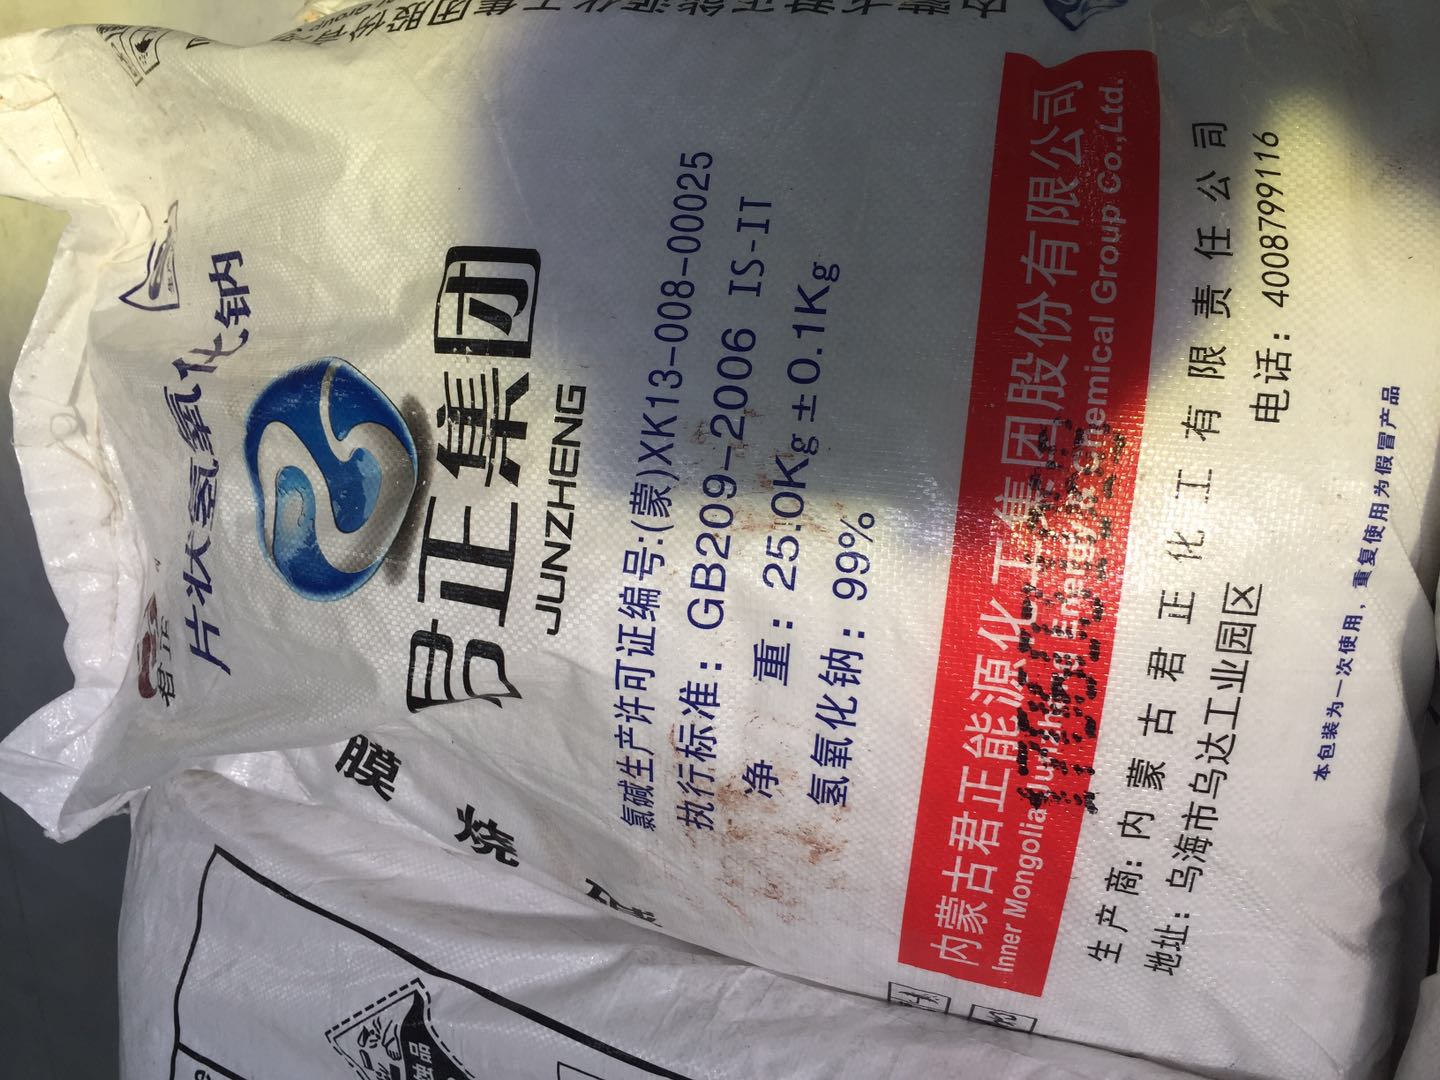 君正
片状氢氧化钠
君正集团
JUNZHENG
膜
烧
氯碱生产许可证编号:(蒙)XK13-008-00025
执行标准：GB209-2006 IS-IT
净 重：25.0Kg±0.1Kg
氢氧化钠：99%
内蒙古君正能源化工集团股份有限公司
Inner Mongolia Junzheng Energy & Chemical Group Co.,Ltd.
生产商：内蒙古君正化工有限责任公司
地址：乌海市乌达工业园区
电话：4008799116
本包装为一次使用，重复使用为假冒产品